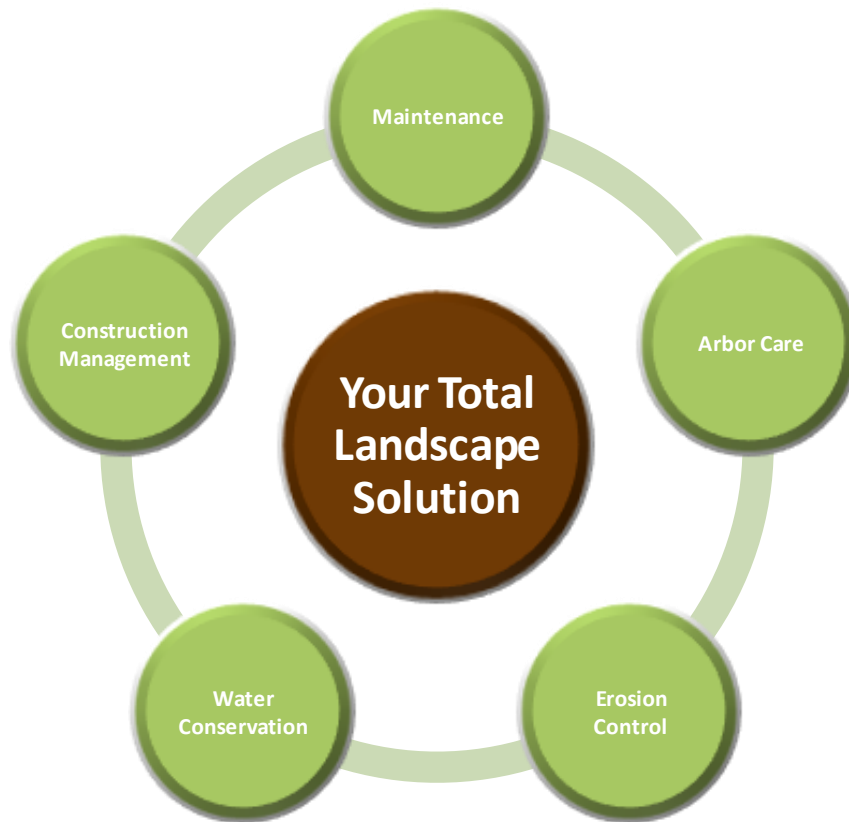 Maintenance
Arbor Care
Erosion
Control
Water
Conservation
Construction
Management
Your Total
Landscape
Solution